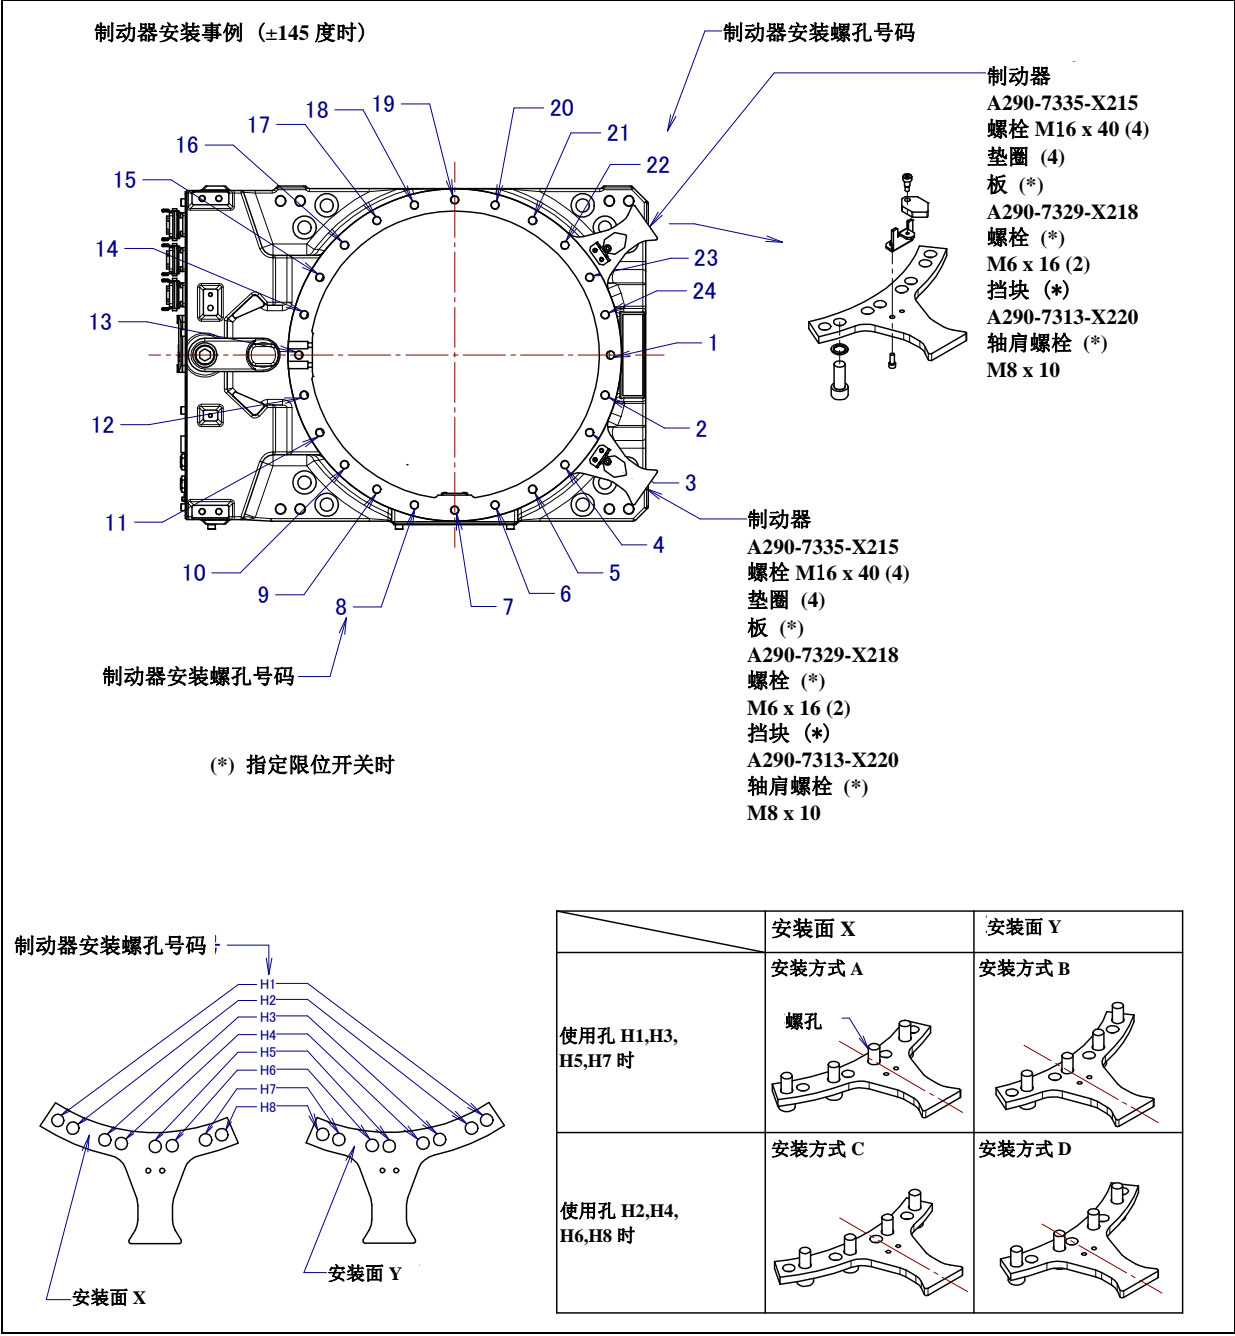 制动器安装事例 (±145 度时)
制动器安装螺孔号码
制动器
A290-7335-X215
螺栓 M16 x 40 (4)
垫圈 (4)
板 (*)
A290-7329-X218
螺栓 (*)
M6 x 16 (2)
挡块 (*)
A290-7313-X220
轴肩螺栓 (*)
M8 x 10
15
16
17
18
19
20
21
22
23
24
1
2
3
4
5
6
7
8
9
10
11
12
13
14
制动器安装螺孔号码
(*) 指定限位开关时
制动器
A290-7335-X215
螺栓 M16 x 40 (4)
垫圈 (4)
板 (*)
A290-7329-X218
螺栓 (*)
M6 x 16 (2)
挡块 (*)
A290-7313-X220
轴肩螺栓 (*)
M8 x 10
制动器安装螺孔号码
H1
H2
H3
H4
H5
H6
H7
H8
安装面 X
安装面 Y
安装面 X
安装面 Y
使用孔 H1,H3,
H5,H7 时
安装方式 A
螺孔
安装方式 B
使用孔 H2,H4,
H6,H8 时
安装方式 C
安装方式 D